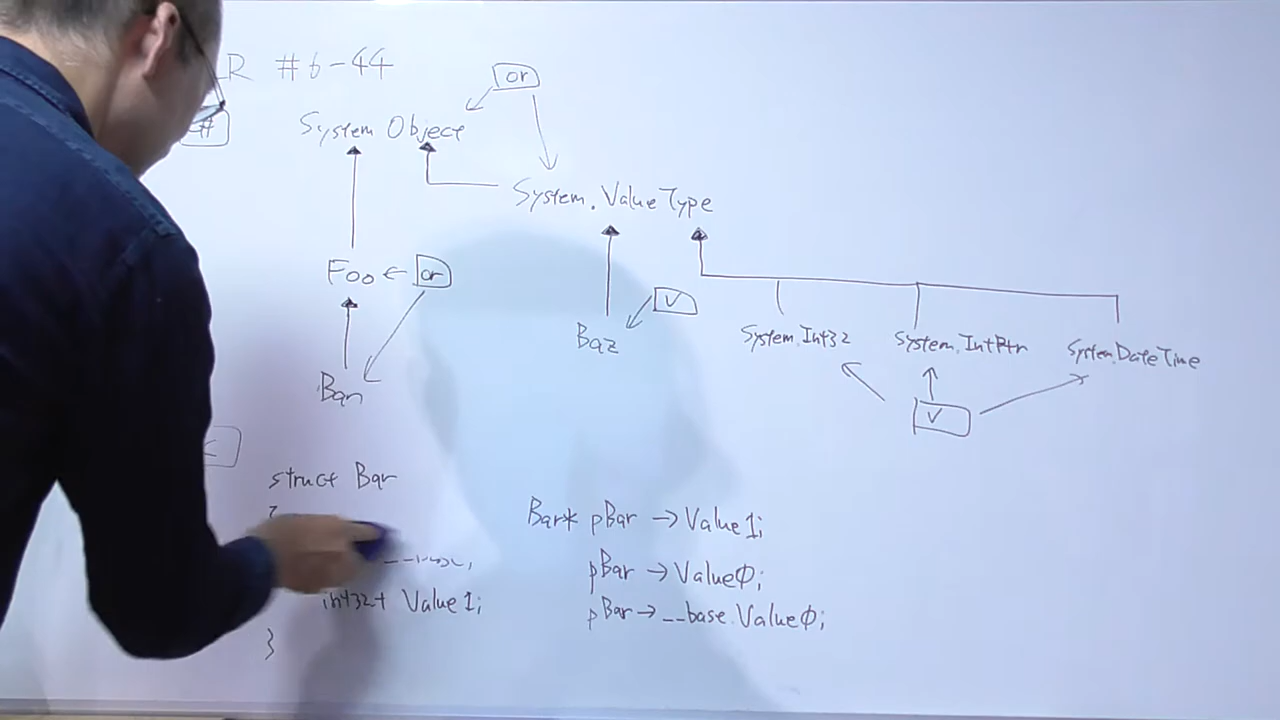 R #6-44
or
#
System Object
System.ValueType
Foo
or
V
Baz
System.Int32
System.IntPtr
System.DateTime
Bar
V
C
struct Bar
{
Bar* pBar → Value1;
pBar → Value0;
int32t Value1;
pBar → __base.Value0;
}